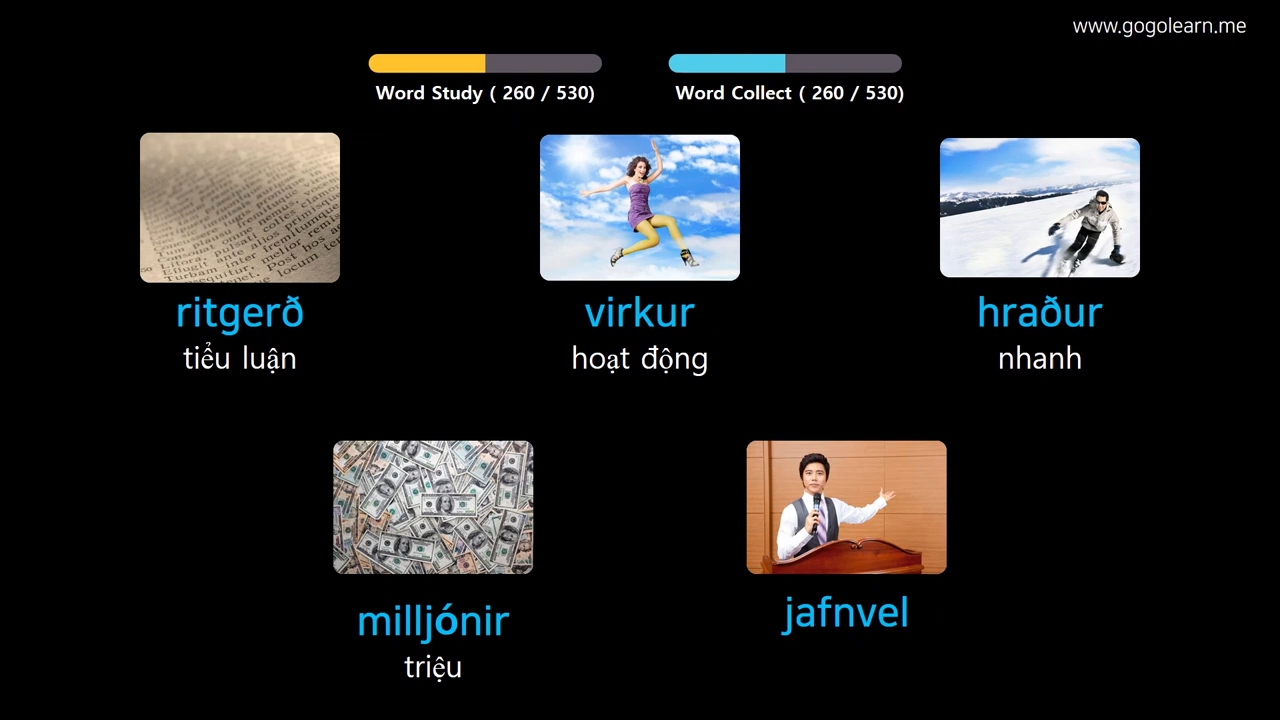 www.gogolearn.me
Word Study ( 260 / 530)
Word Collect ( 260 / 530)
ritgerð
tiểu luận
virkur
hoạt động
hraður
nhanh
milljónir
triệu
jafnvel